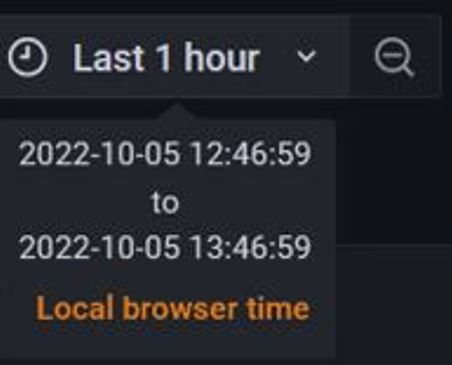 Last 1 hour
2022-10-05 12:46:59
to
2022-10-05 13:46:59
Local browser time